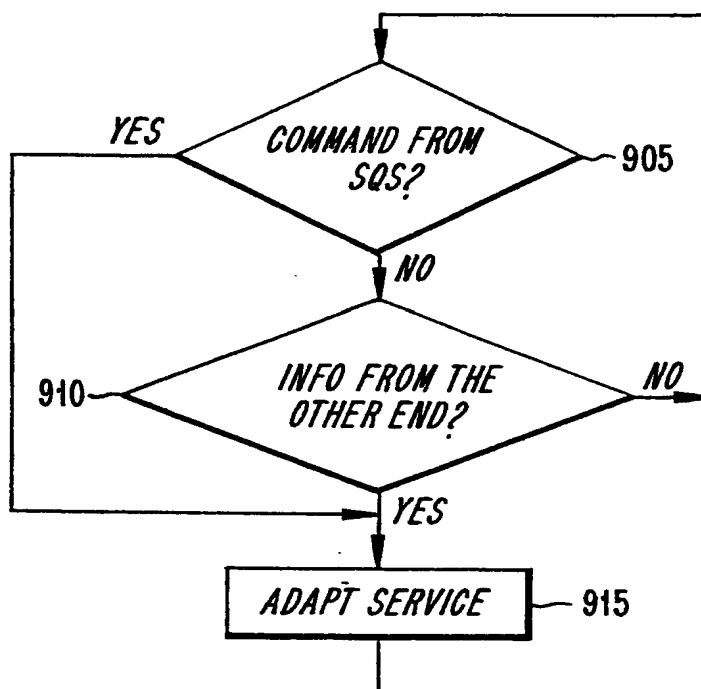 YES
COMMAND FROM
SQS?
905
NO
910
INFO FROM THE
OTHER END?
NO
YES
ADAPT SERVICE
915